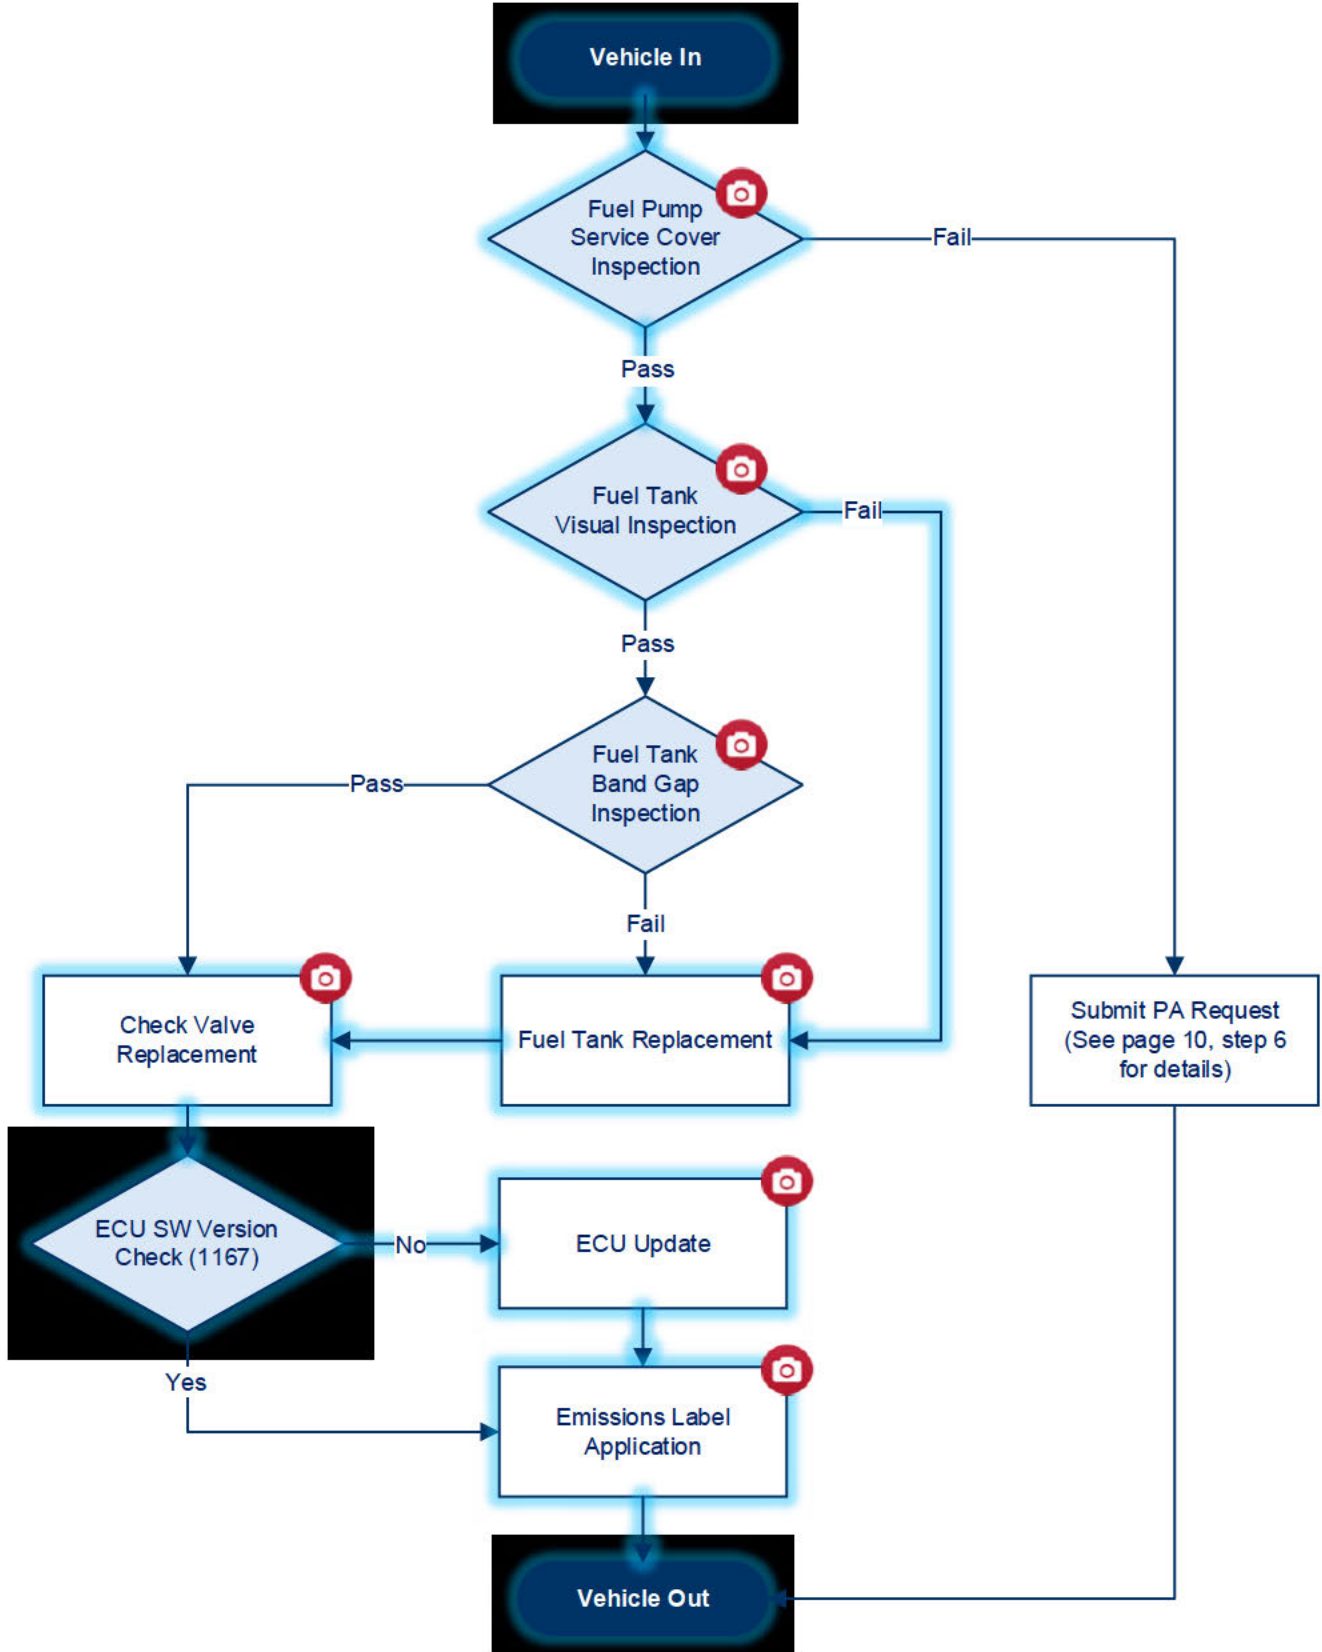 Vehicle In
Fuel Pump
Service Cover
Inspection
Fail
Pass
Fuel Tank
Visual Inspection
Fail
Pass
Fuel Tank
Band Gap
Inspection
Pass
Fail
Check Valve
Replacement
Fuel Tank Replacement
Submit PA Request
(See page 10, step 6
for details)
ECU SW Version
Check (1167)
No
ECU Update
Yes
Emissions Label
Application
Vehicle Out